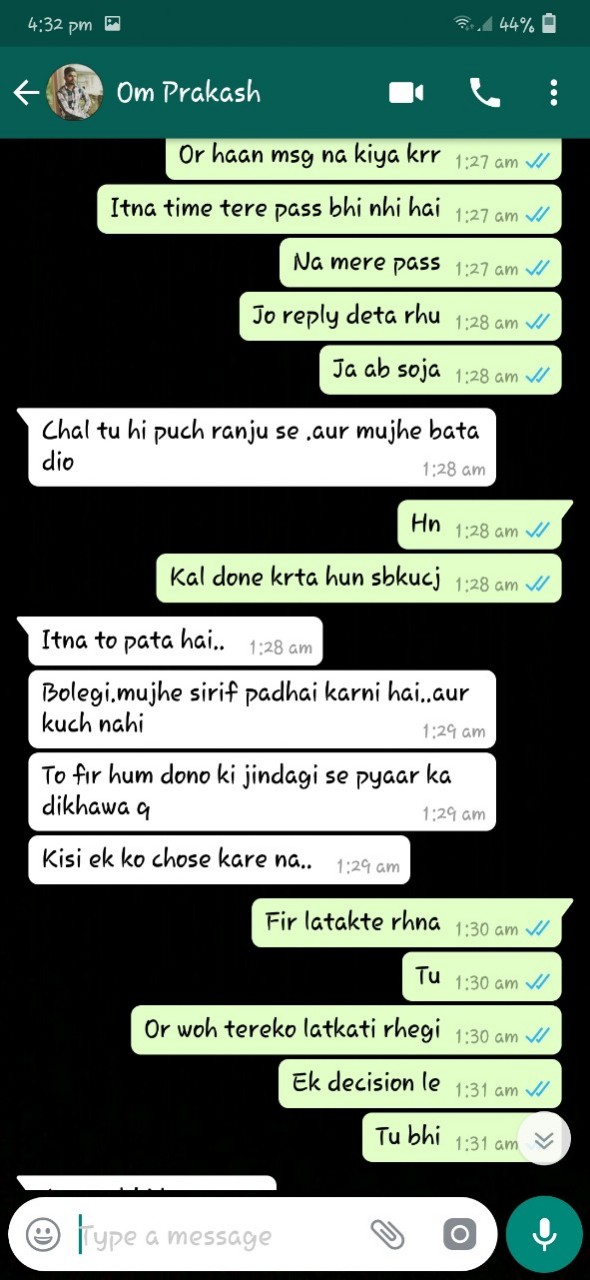 4:32 pm
44%
Om Prakash
Or haan msg na kiya krr 1:27 am
Itna time tere pass bhi nhi hai 1:27 am
Na mere pass 1:27 am
Jo reply deta rhu 1:28 am
Ja ab soja 1:28 am
Chal tu hi puch ranju se .aur mujhe bata
dio 1:28 am
Hn 1:28 am
Kal done krta hun sbkucj 1:28 am
Itna to pata hai.. 1:28 am
Bolegi.mujhe sirif padhai karni hai..aur
kuch nahi 1:29 am
To fir hum dono ki jindagi se pyaar ka
dikhawa q 1:29 am
Kisi ek ko chose kare na.. 1:29 am
Fir latakte rhna 1:30 am
Tu 1:30 am
Or woh tereko latkati rhegi 1:30 am
Ek decision le 1:31 am
Tu bhi 1:31 am
Type a message